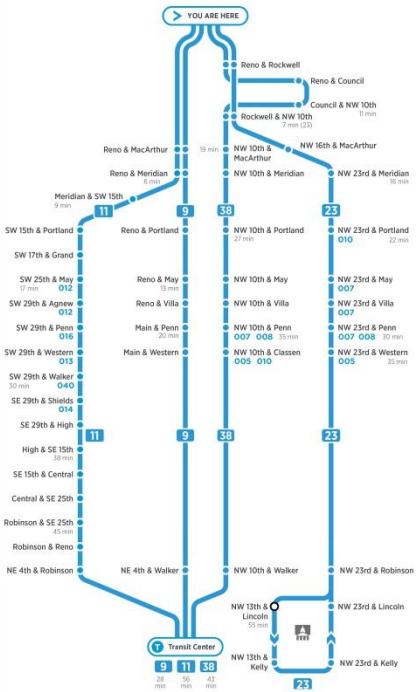 YOU ARE HERE
Reno & Rockwell
Reno & Council
Council & NW 10th
11 min
Rockwell & NW 10th
7 min (23)
Reno & MacArthur
19 min
NW 10th &
MacArthur
NW 16th & MacArthur
Reno & Meridian
6 min
NW 10th & Meridian
NW 23rd & Meridian
16 min
Meridian & SW 15th
9 min
11
9
38
23
SW 15th & Portland
Reno & Portland
NW 10th & Portland
27 min
NW 23rd & Portland
010 22 min
SW 17th & Grand
SW 25th & May
17 min 012
Reno & May
13 min
NW 10th & May
NW 23rd & May
007
SW 29th & Agnew
012
Reno & Villa
NW 10th & Villa
NW 23rd & Villa
007
SW 29th & Penn
016
Main & Penn
20 min
NW 10th & Penn
007 008 35 min
NW 23rd & Penn
007 008 30 min
SW 29th & Western
013
Main & Western
NW 10th & Classen
005 010
NW 23rd & Western
005 35 min
SW 29th & Walker
30 min 040
SE 29th & Shields
014
SE 29th & High
11
9
38
23
High & SE 15th
38 min
SE 15th & Central
Central & SE 25th
Robinson & SE 25th
45 min
Robinson & Reno
NE 4th & Robinson
NE 4th & Walker
NW 10th & Walker
NW 23rd & Robinson
NW 13th &
Lincoln
55 min
NW 23rd & Lincoln
T Transit Center
NW 13th &
Kelly
NW 23rd & Kelly
9 11 38
28 min
56 min
43 min
23